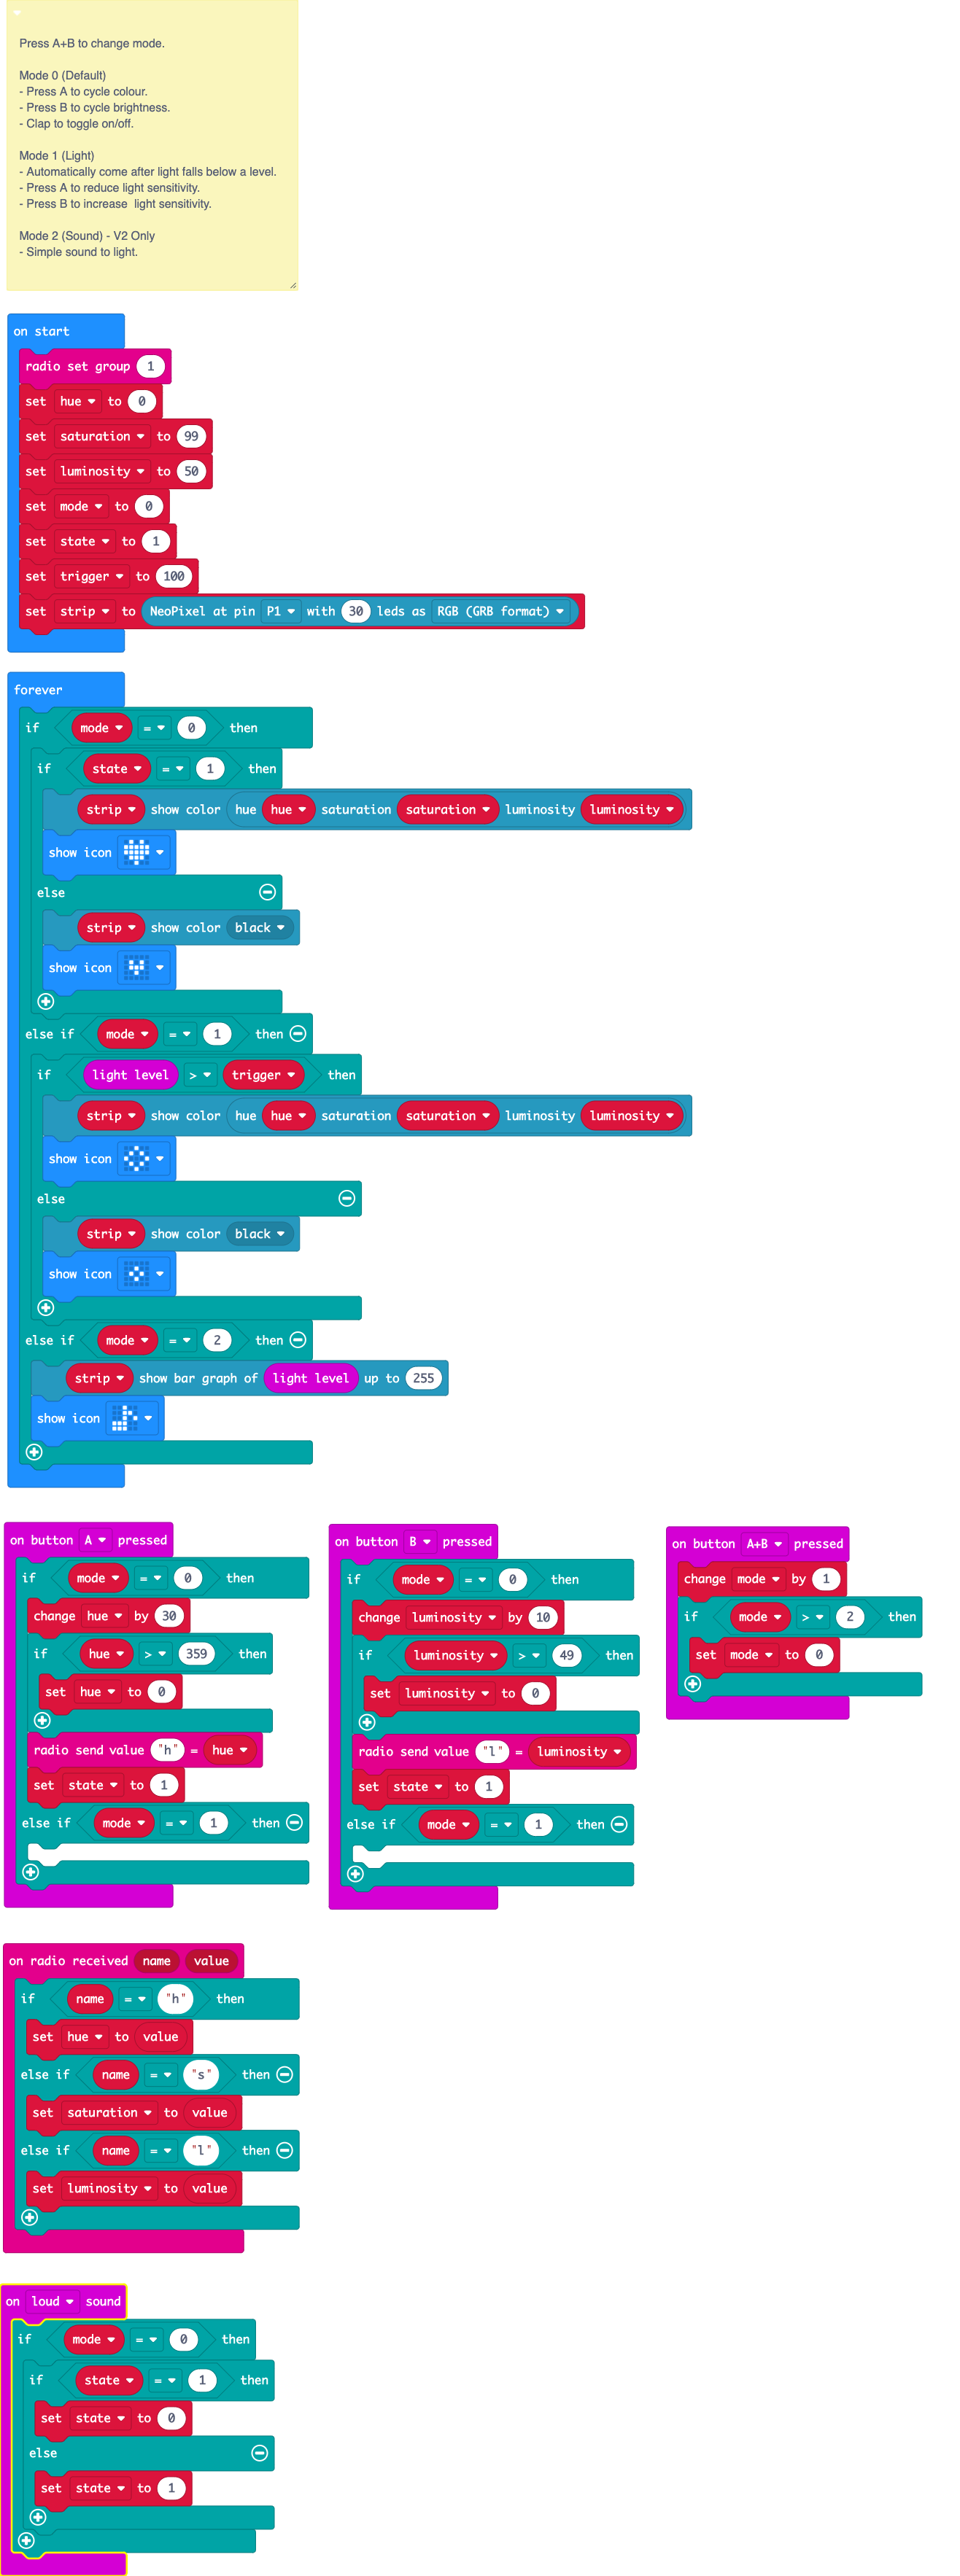 Press A+B to change mode.
Mode 0 (Default)
- Press A to cycle colour.
- Press B to cycle brightness.
- Clap to toggle on/off.
Mode 1 (Light)
- Automatically come after light falls below a level.
- Press A to reduce light sensitivity.
- Press B to increase  light sensitivity.
Mode 2 (Sound) - V2 Only
- Simple sound to light.
on start
radio set group 1
set hue to 0
set saturation to 99
set luminosity to 50
set mode to 0
set state to 1
set trigger to 100
set strip to NeoPixel at pin P1 with 30 leds as RGB (GRB format)
forever
if mode = 0 then
if state = 1 then
strip show color hue hue saturation saturation luminosity luminosity
show icon
else
strip show color black
show icon
else if mode = 1 then
if light level > trigger then
strip show color hue hue saturation saturation luminosity luminosity
show icon
else
strip show color black
show icon
else if mode = 2 then
strip show bar graph of light level up to 255
show icon
on button A pressed
if mode = 0 then
change hue by 30
if hue > 359 then
set hue to 0
radio send value "h" = hue
set state to 1
else if mode = 1 then
on button B pressed
if mode = 0 then
change luminosity by 10
if luminosity > 49 then
set luminosity to 0
radio send value "l" = luminosity
set state to 1
else if mode = 1 then
on button A+B pressed
change mode by 1
if mode > 2 then
set mode to 0
on radio received name value
if name = "h" then
set hue to value
else if name = "s" then
set saturation to value
else if name = "l" then
set luminosity to value
on loud sound
if mode = 0 then
if state = 1 then
set state to 0
else
set state to 1